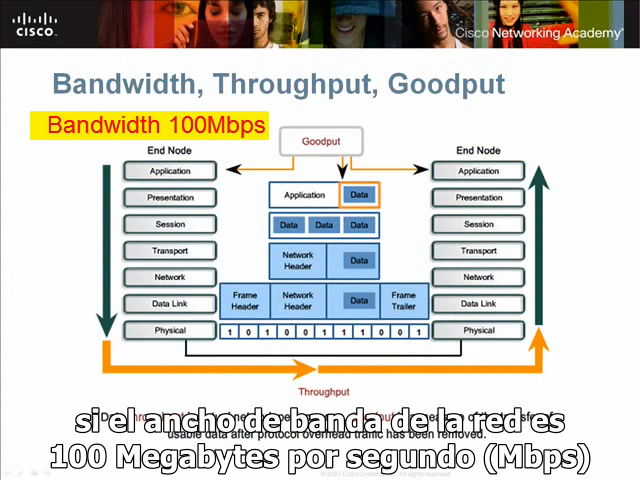 CISCO
Cisco Networking Academy
Bandwidth, Throughput, Goodput
Bandwidth 100Mbps
Goodput
End Node
End Node
Application
Application
Application
Data
Presentation
Presentation
Session
Data
Data
Data
Session
Transport
Network Header
Data
Transport
Network
Network
Data Link
Frame Header
Network Header
Data
Frame Trailer
Data Link
Physical
1 0 1 0 0 1 1 1 0 0 1
Physical
Throughput
si el ancho de banda de la red es
usable data after protocol overhead traffic has been removed.
100 Megabytes por segundo (Mbps)